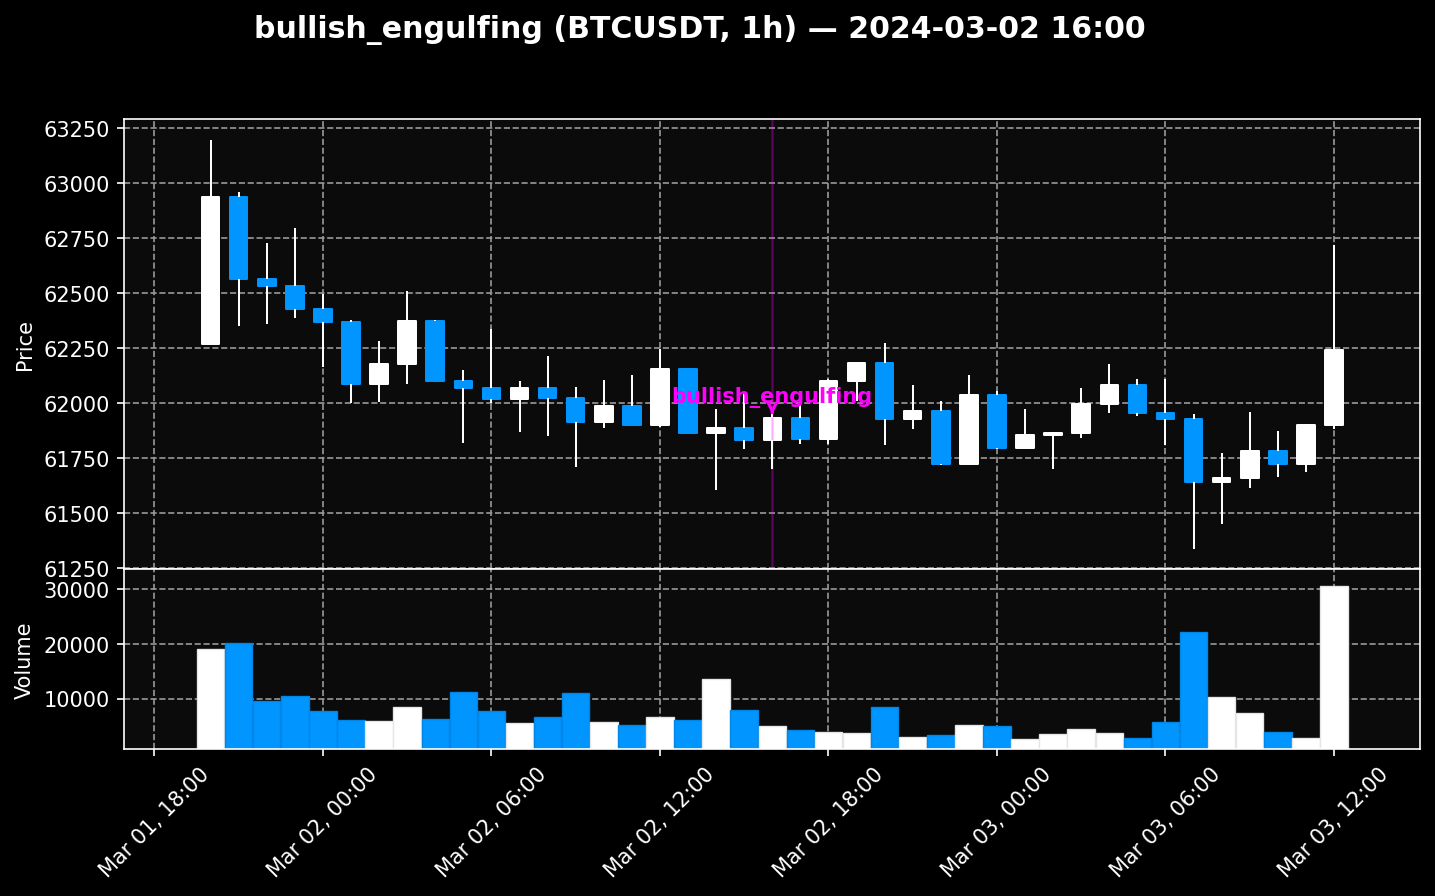 bullish_engulfing (BTCUSDT, 1h) — 2024-03-02 16:00
63250
63000
62750
62500
62250
62000
61750
61500
61250
Price
bullish_engulfing
30000
20000
10000
Volume
Mar 01, 18:00
Mar 02, 00:00
Mar 02, 06:00
Mar 02, 12:00
Mar 02, 18:00
Mar 03, 00:00
Mar 03, 06:00
Mar 03, 12:00